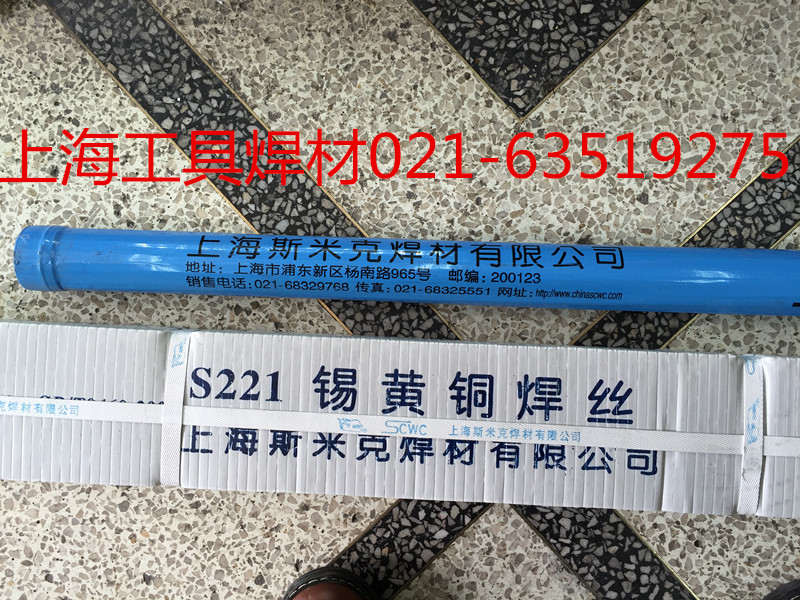 上海工具焊材021-63519275
上海斯米克焊材有限公司
地址：上海市浦东新区杨南路965号 邮编：200123
销售电话:021-68329768 传真:021-68325551 网址:http://www.chinascwc.com
S221 锡黄铜焊丝
克焊材有限公司 SCWC 上海斯米克焊材有限公司
上海斯米克焊材有限公司